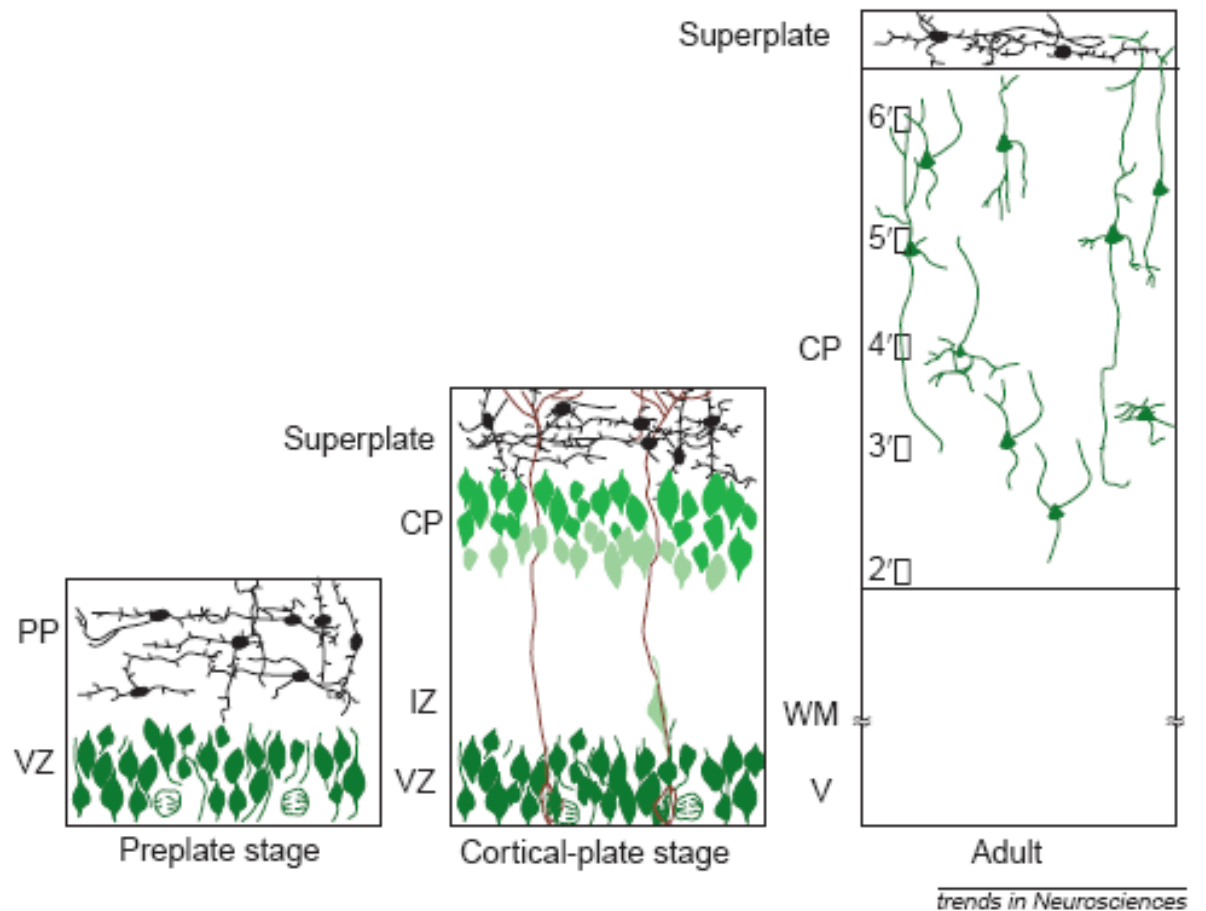 PP
VZ
Preplate stage
Superplate
CP
IZ
VZ
Cortical-plate stage
Superplate
6′▯
5′▯
CP
4′▯
3′▯
2′▯
WM
V
Adult
trends in Neurosciences